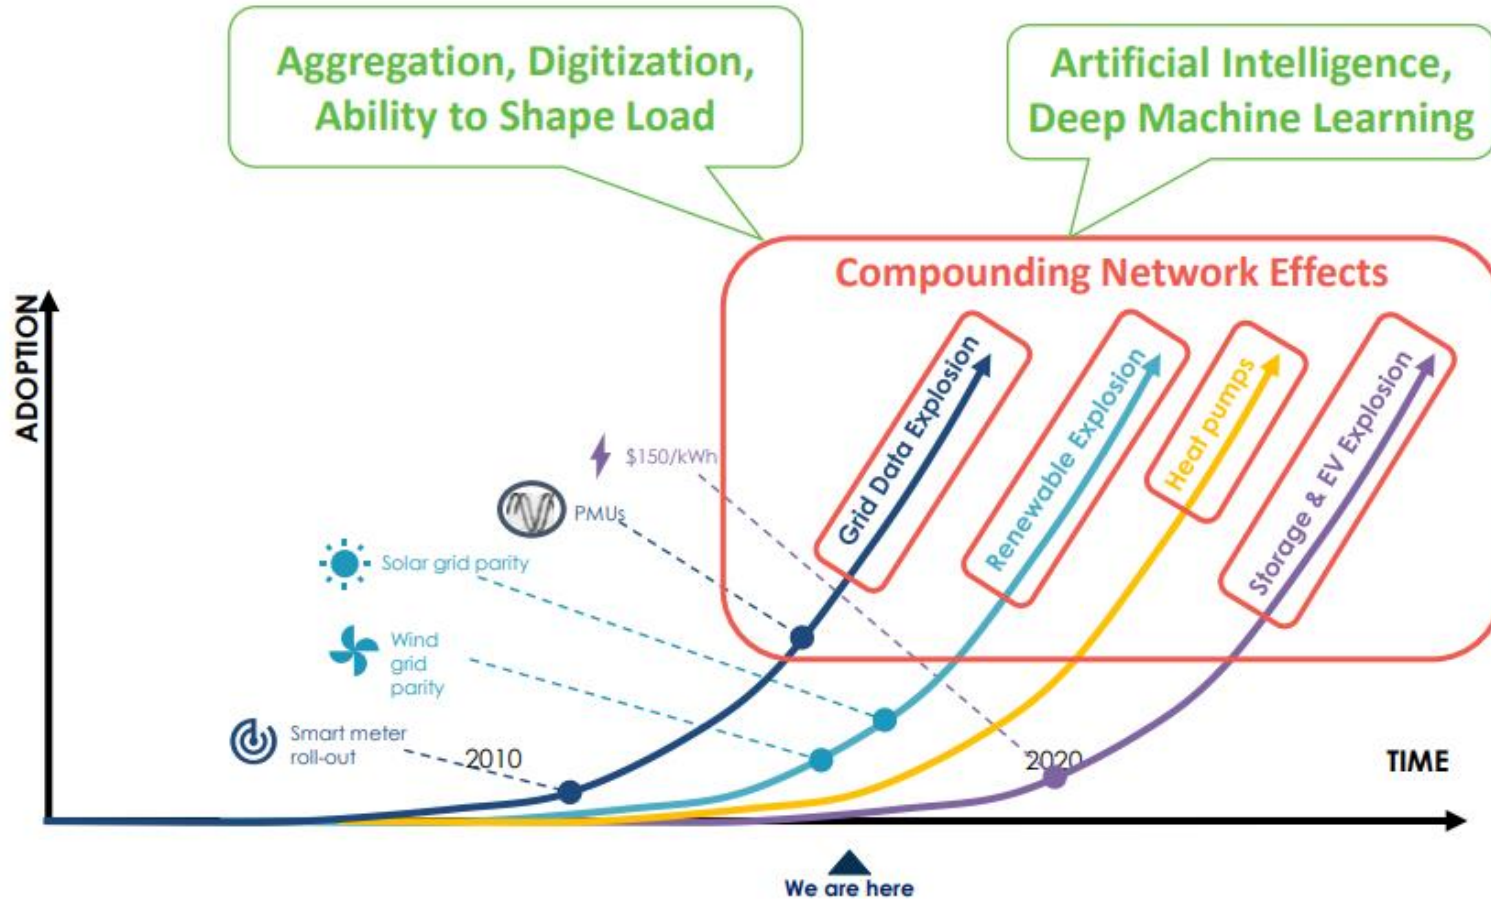 Aggregation, Digitization,
Ability to Shape Load
Artificial Intelligence,
Deep Machine Learning
Compounding Network Effects
ADOPTION
Grid Data Explosion
Renewable Explosion
Heat pumps
Storage & EV Explosion
$150/kWh
PMUs
Solar grid parity
Wind
grid
parity
Smart meter
roll-out
2010
2020
TIME
We are here